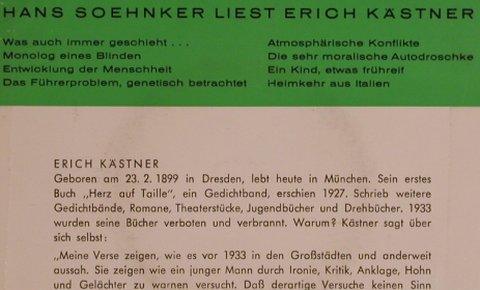 HANS SOEHNKER LIEST ERICH KÄSTNER
Was auch immer geschieht . . .
Monolog eines Blinden
Entwicklung der Menschheit
Das Führerproblem, genetisch betrachtet
Atmosphärische Konflikte
Die sehr moralische Autodroschke
Ein Kind, etwas frühreif
Heimkehr aus Italien
ERICH KÄSTNER
Geboren am 23. 2. 1899 in Dresden, lebt heute in München. Sein erstes
Buch „Herz auf Taille", ein Gedichtband, erschien 1927. Schrieb weitere
Gedichtbände, Romane, Theaterstücke, Jugendbücher und Drehbücher. 1933
wurden seine Bücher verboten und verbrannt. Warum? Kästner sagt über
sich selbst:
„Meine Verse zeigen, wie es vor 1933 in den Großstädten und anderweit
aussah. Sie zeigen wie ein junger Mann durch Ironie, Kritik, Anklage, Hohn
und Gelächter zu warnen versucht. Daß derartige Versuche keinen Sinn